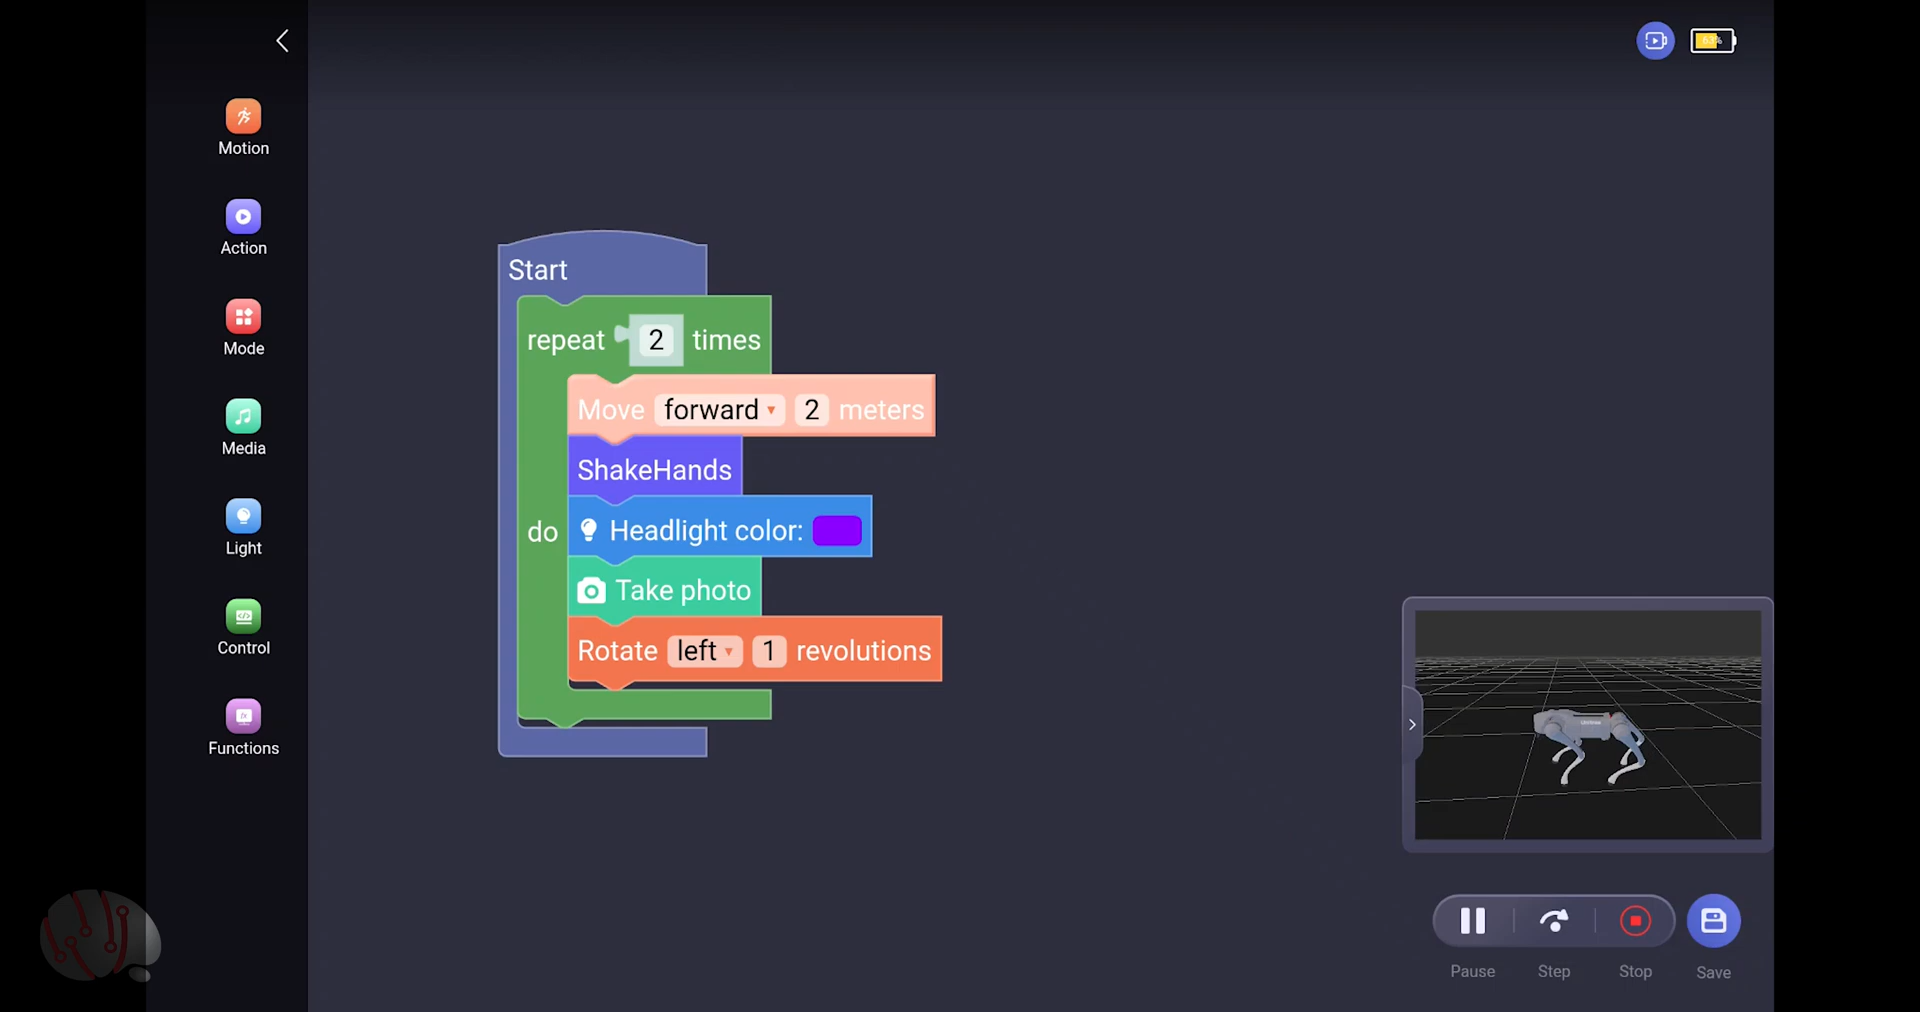 63%
Motion
Action
Mode
Media
Light
Control
Functions
Start
repeat 2 times
Move forward 2 meters
ShakeHands
do
Headlight color:
Take photo
Rotate left 1 revolutions
Pause
Step
Stop
Save